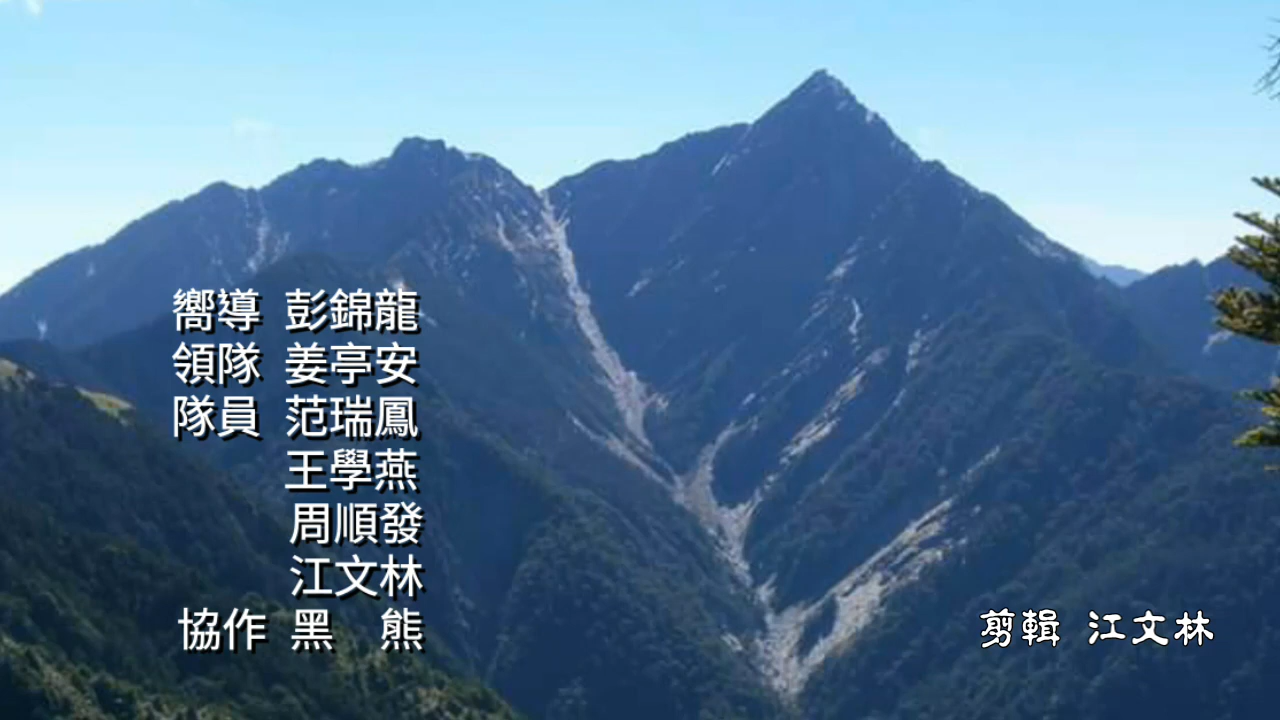 嚮導 彭錦龍
領隊 姜亭安
隊員 范瑞鳳
王學燕
周順發
江文林
協作 黑 熊
剪輯 江文林